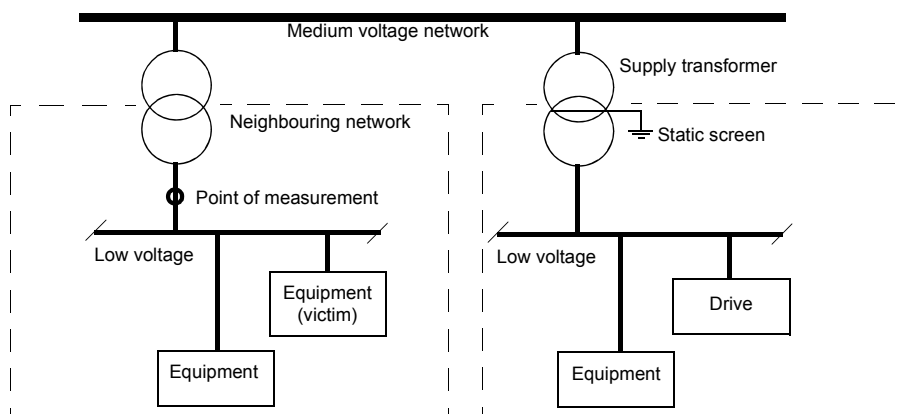 Medium voltage network
Supply transformer
Neighbouring network
Static screen
Point of measurement
Low voltage
Low voltage
Equipment
(victim)
Drive
Equipment
Equipment